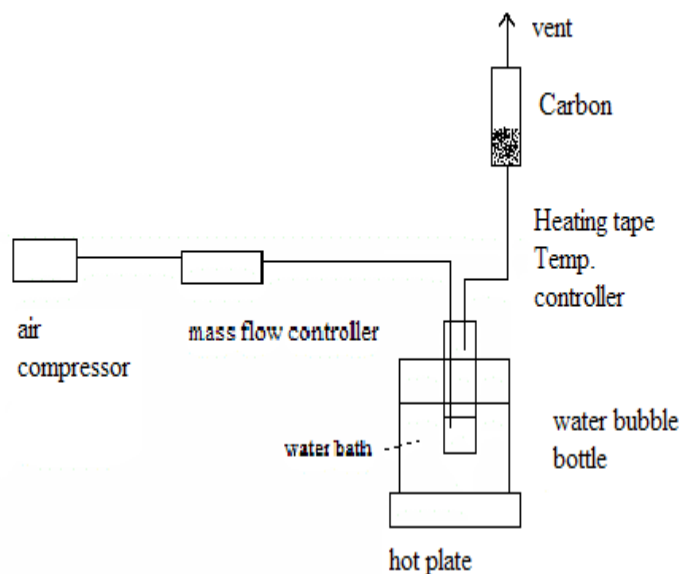 vent
Carbon
Heating tape
Temp.
controller
air
compressor
mass flow controller
water bath
water bubble
bottle
hot plate